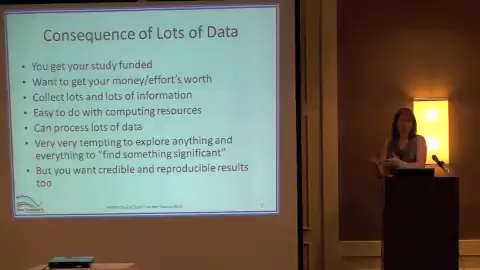 Consequence of Lots of Data
• You get your study funded
• Want to get your money/effort's worth
• Collect lots and lots of information
• Easy to do with computing resources
• Can process lots of data
• Very very tempting to explore anything and
everything to "find something significant"
• But you want credible and reproducible results
too